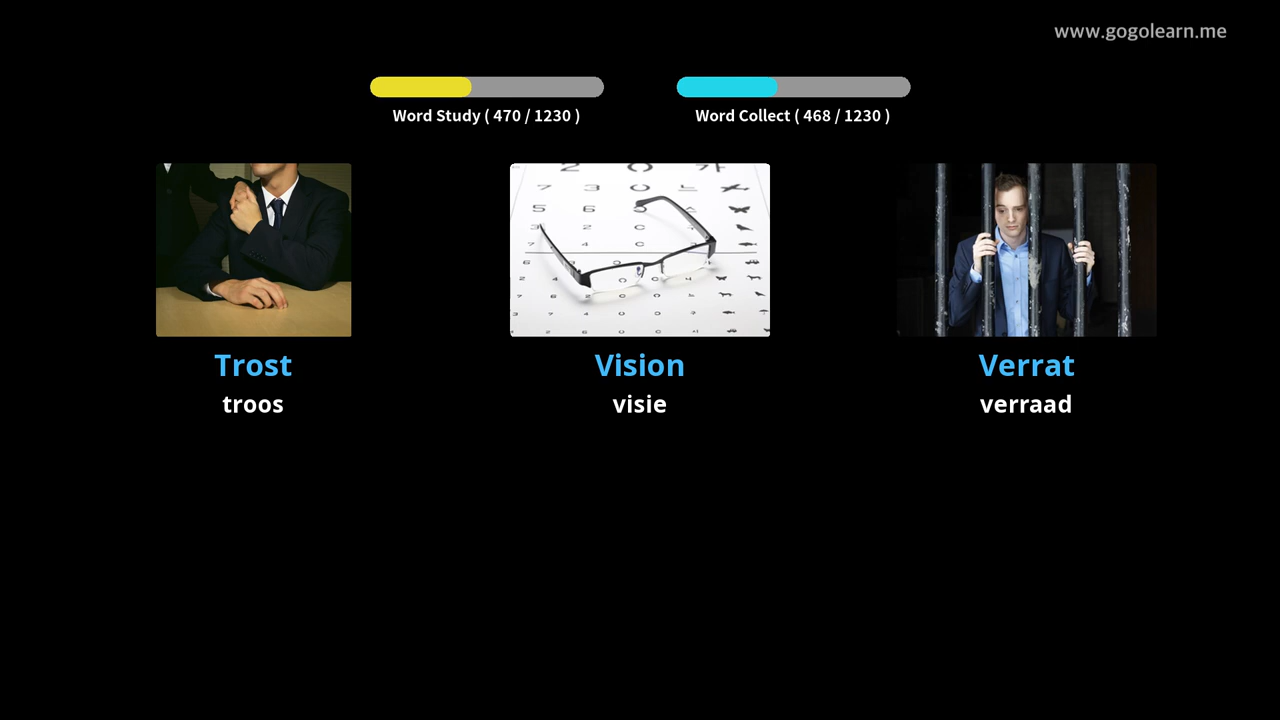 www.gogolearn.me
Word Study ( 470 / 1230 )
Word Collect ( 468 / 1230 )
Trost
troos
Vision
visie
Verrat
verraad